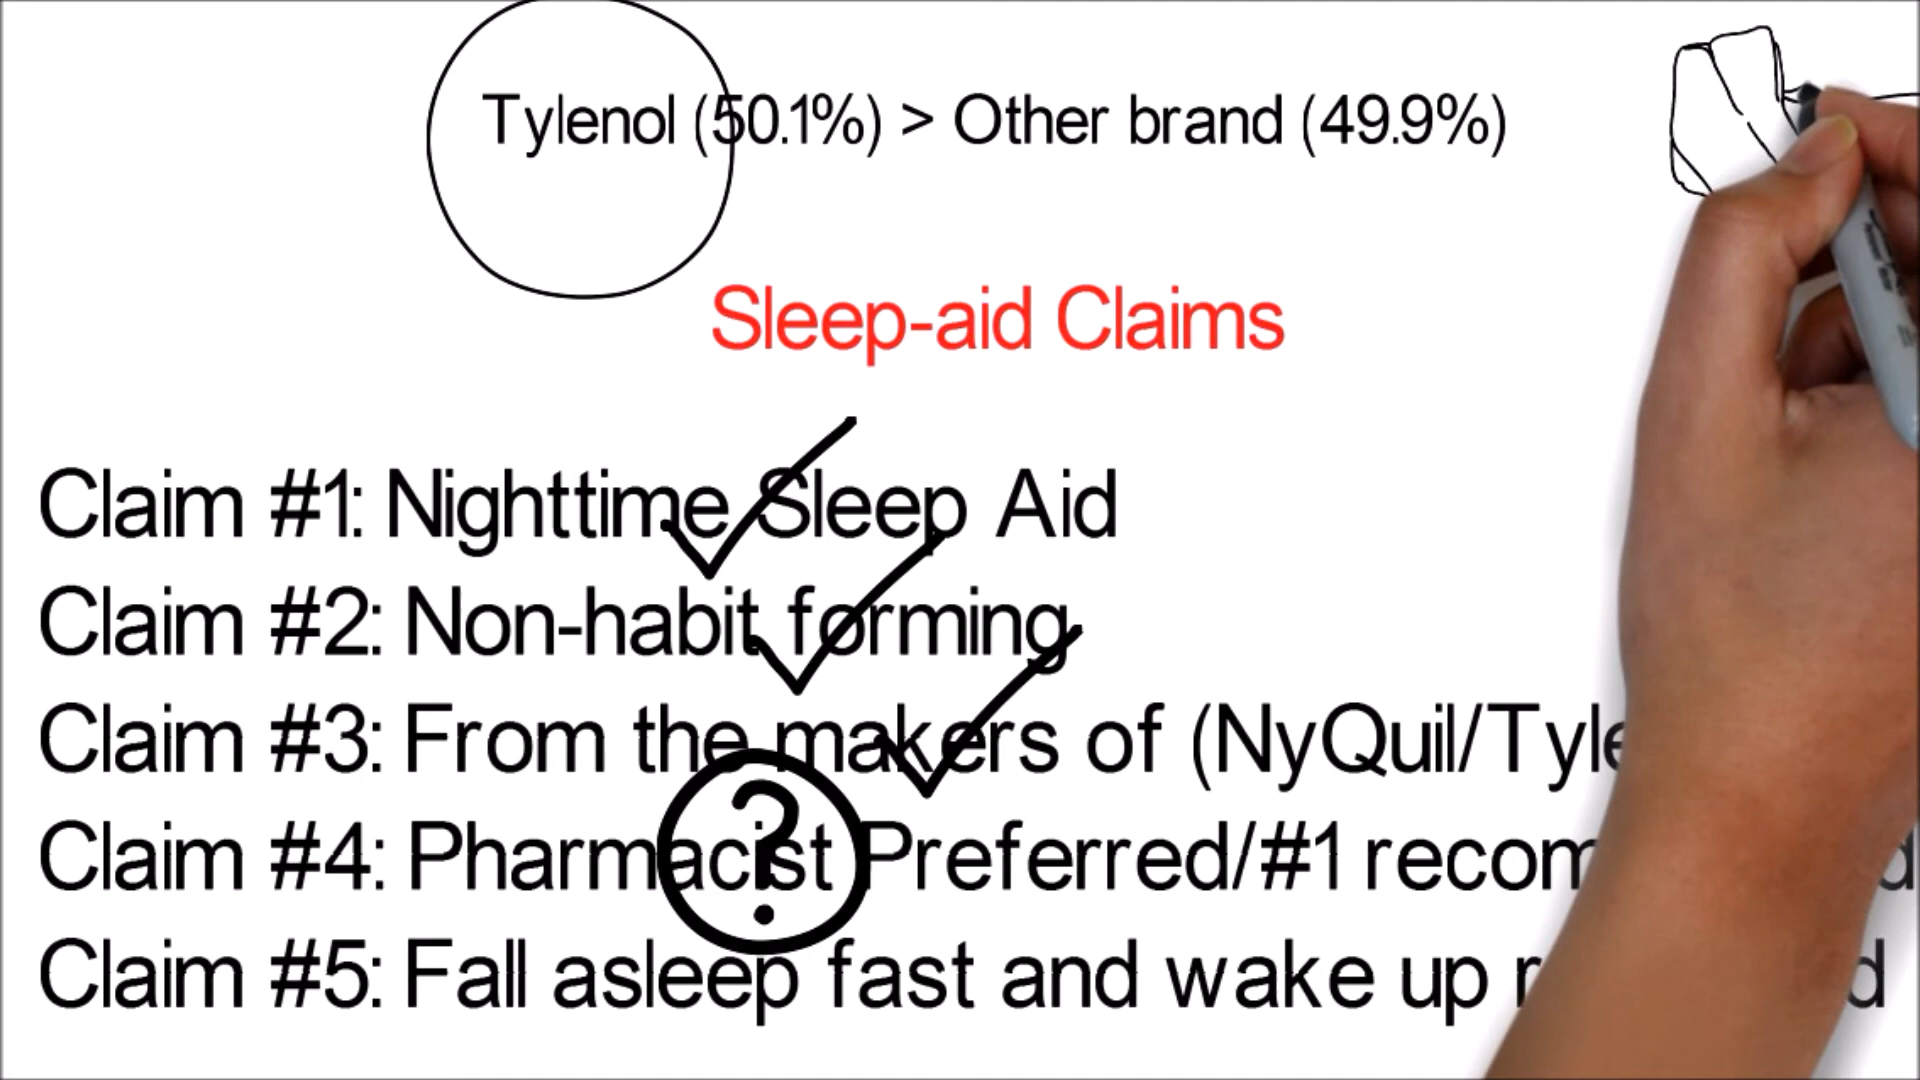 Tylenol (50.1%) > Other brand (49.9%)
Sleep-aid Claims
Claim #1: Nighttime Sleep Aid
Claim #2: Non-habit forming
Claim #3: From the makers of (NyQuil/Tyle
Claim #4: Pharmacist Preferred/#1 recom
?
Claim #5: Fall asleep fast and wake up